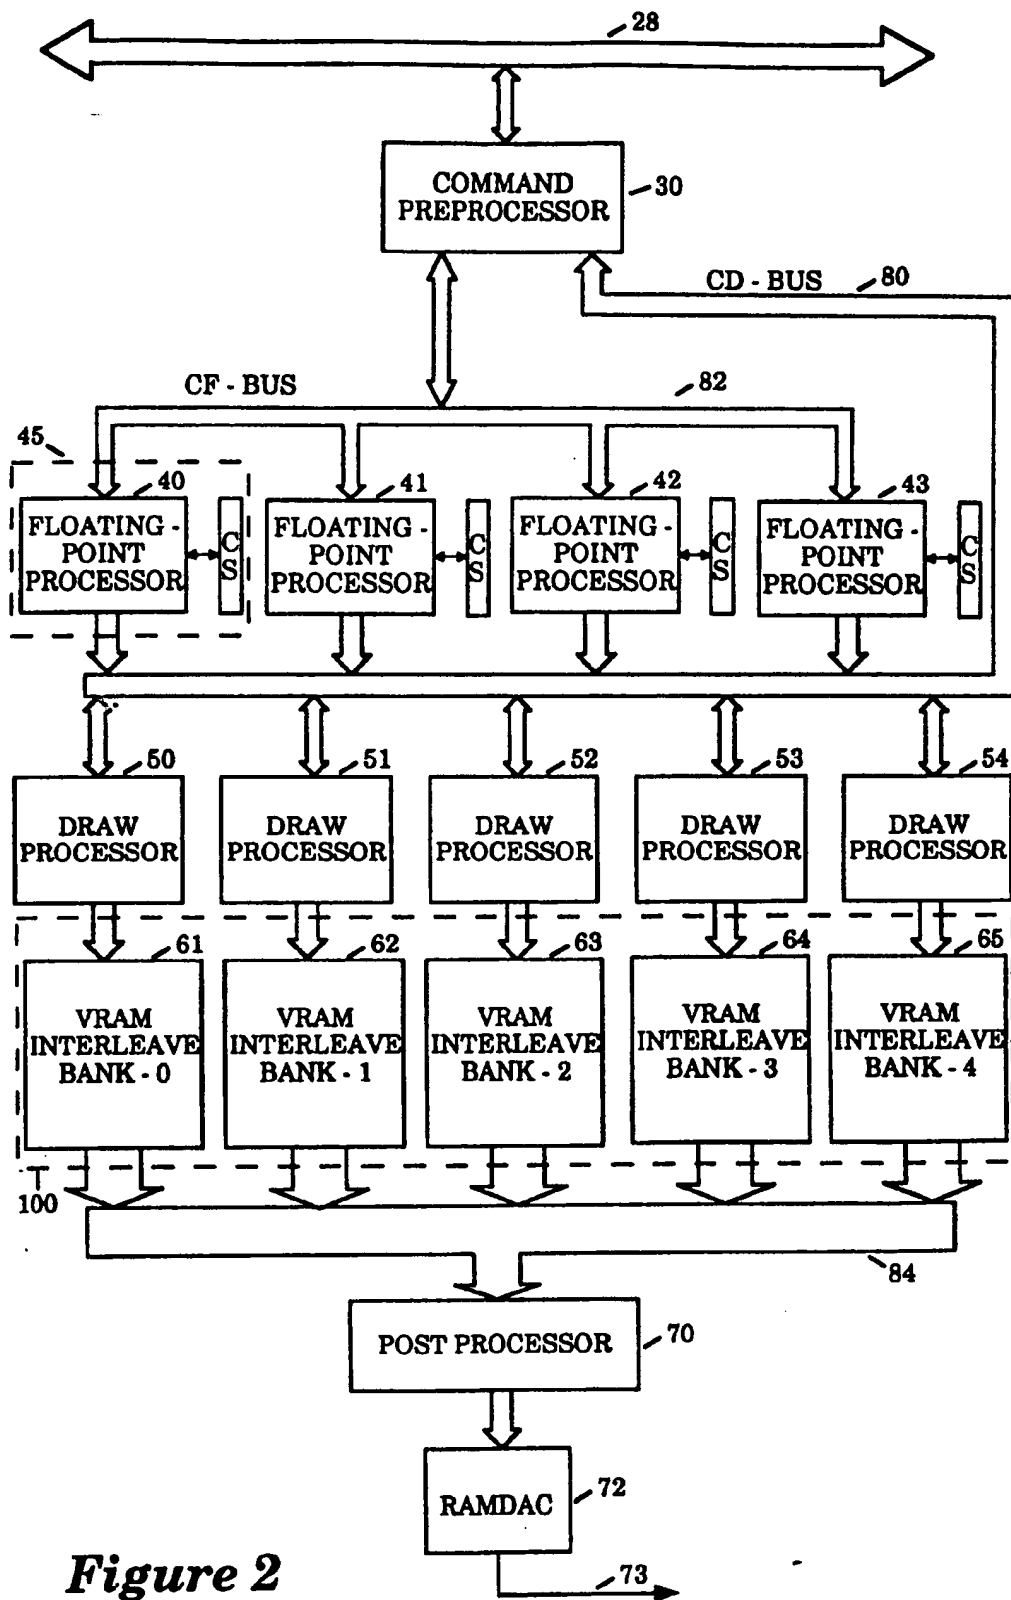 28
COMMAND
PREPROCESSOR
30
CD - BUS
80
CF - BUS
82
45
40
41
42
43
FLOATING -
POINT
PROCESSOR
CS
FLOATING -
POINT
PROCESSOR
CS
FLOATING -
POINT
PROCESSOR
CS
FLOATING -
POINT
PROCESSOR
CS
50
51
52
53
54
DRAW
PROCESSOR
DRAW
PROCESSOR
DRAW
PROCESSOR
DRAW
PROCESSOR
DRAW
PROCESSOR
61
62
63
64
65
VRAM
INTERLEAVE
BANK - 0
VRAM
INTERLEAVE
BANK - 1
VRAM
INTERLEAVE
BANK - 2
VRAM
INTERLEAVE
BANK - 3
VRAM
INTERLEAVE
BANK - 4
100
84
POST PROCESSOR
70
RAMDAC
72
73
Figure 2